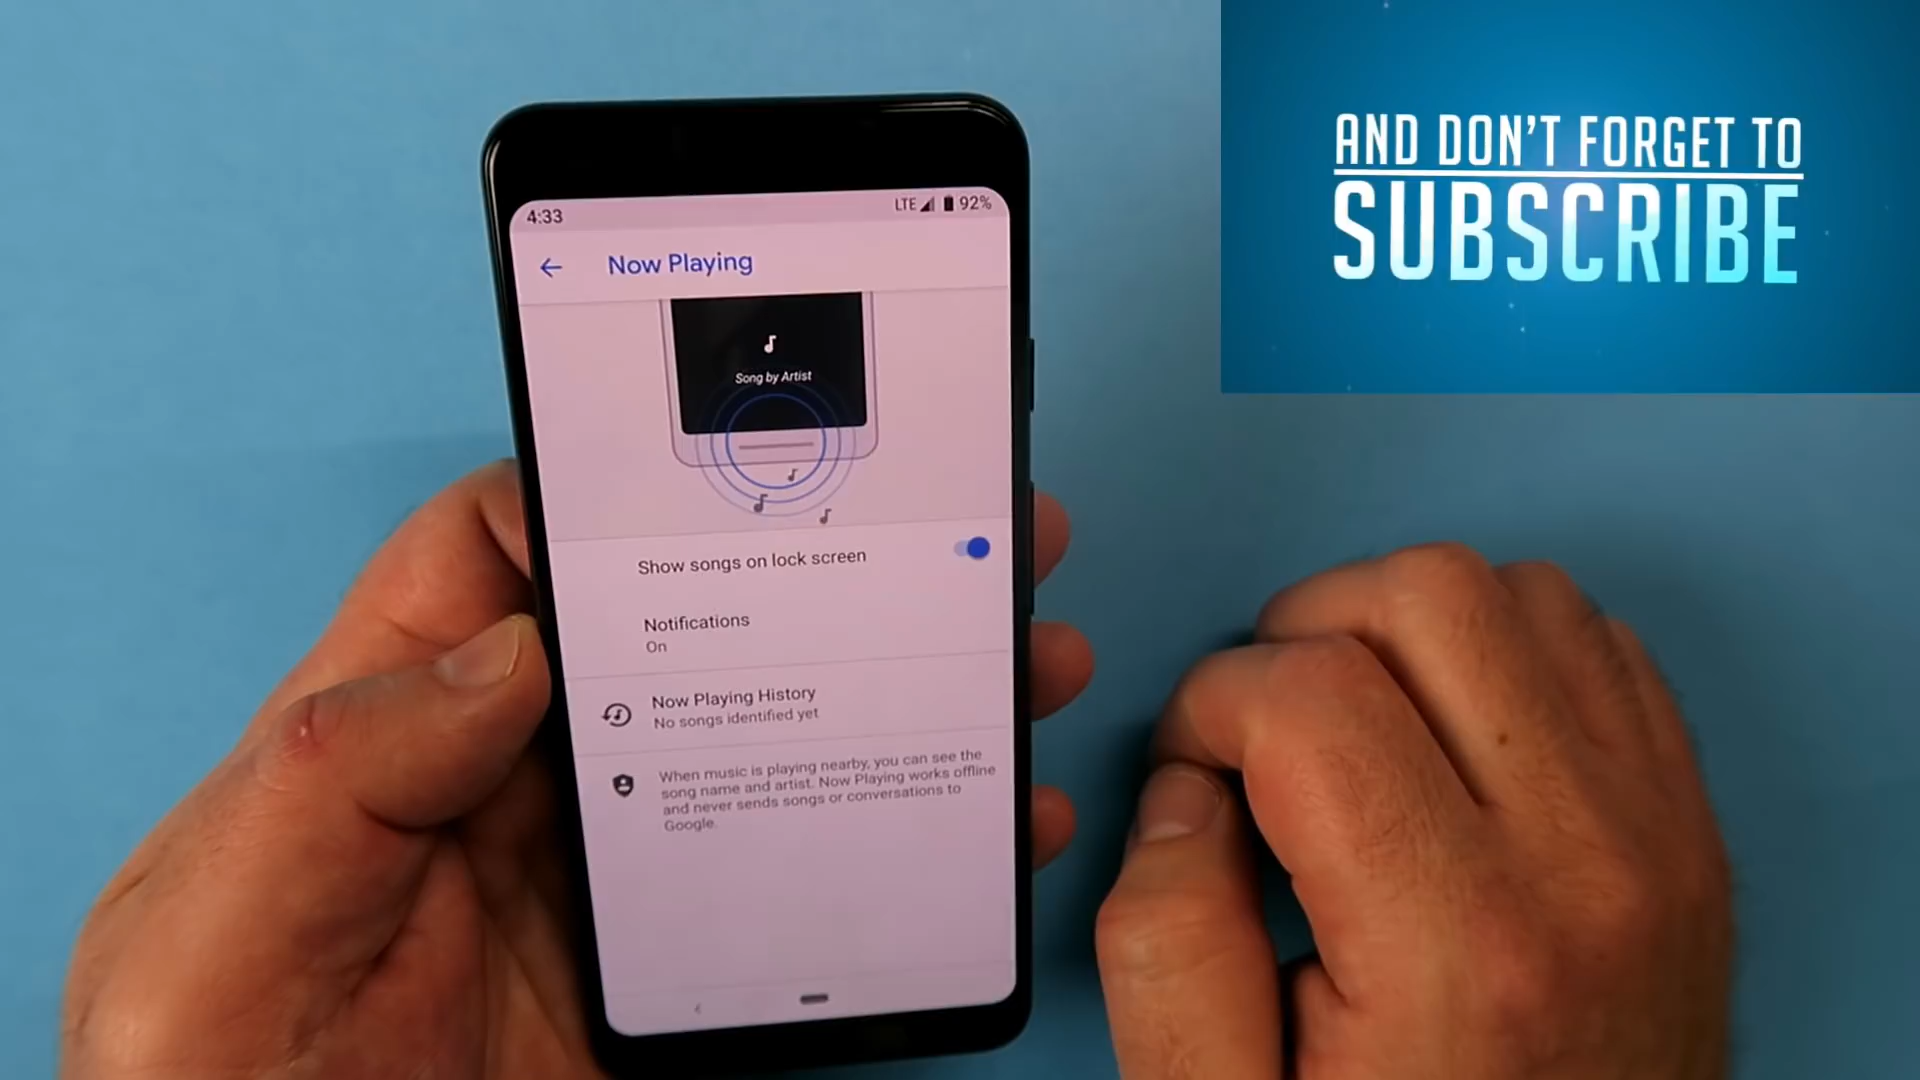 AND DON'T FORGET TO
SUBSCRIBE
4:33
LTE 92%
Now Playing
Song by Artist
Show songs on lock screen
Notifications
On
Now Playing History
No songs identified yet
When music is playing nearby, you can see the
song name and artist. Now Playing works offline
and never sends songs or conversations to
Google.